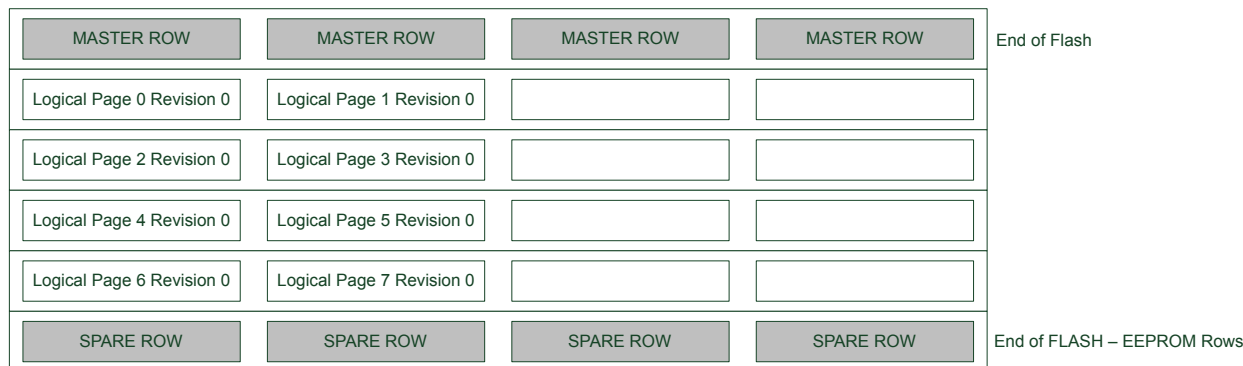 MASTER ROW MASTER ROW MASTER ROW MASTER ROW End of Flash
Logical Page 0 Revision 0 Logical Page 1 Revision 0
Logical Page 2 Revision 0 Logical Page 3 Revision 0
Logical Page 4 Revision 0 Logical Page 5 Revision 0
Logical Page 6 Revision 0 Logical Page 7 Revision 0
SPARE ROW SPARE ROW SPARE ROW SPARE ROW End of FLASH – EEPROM Rows